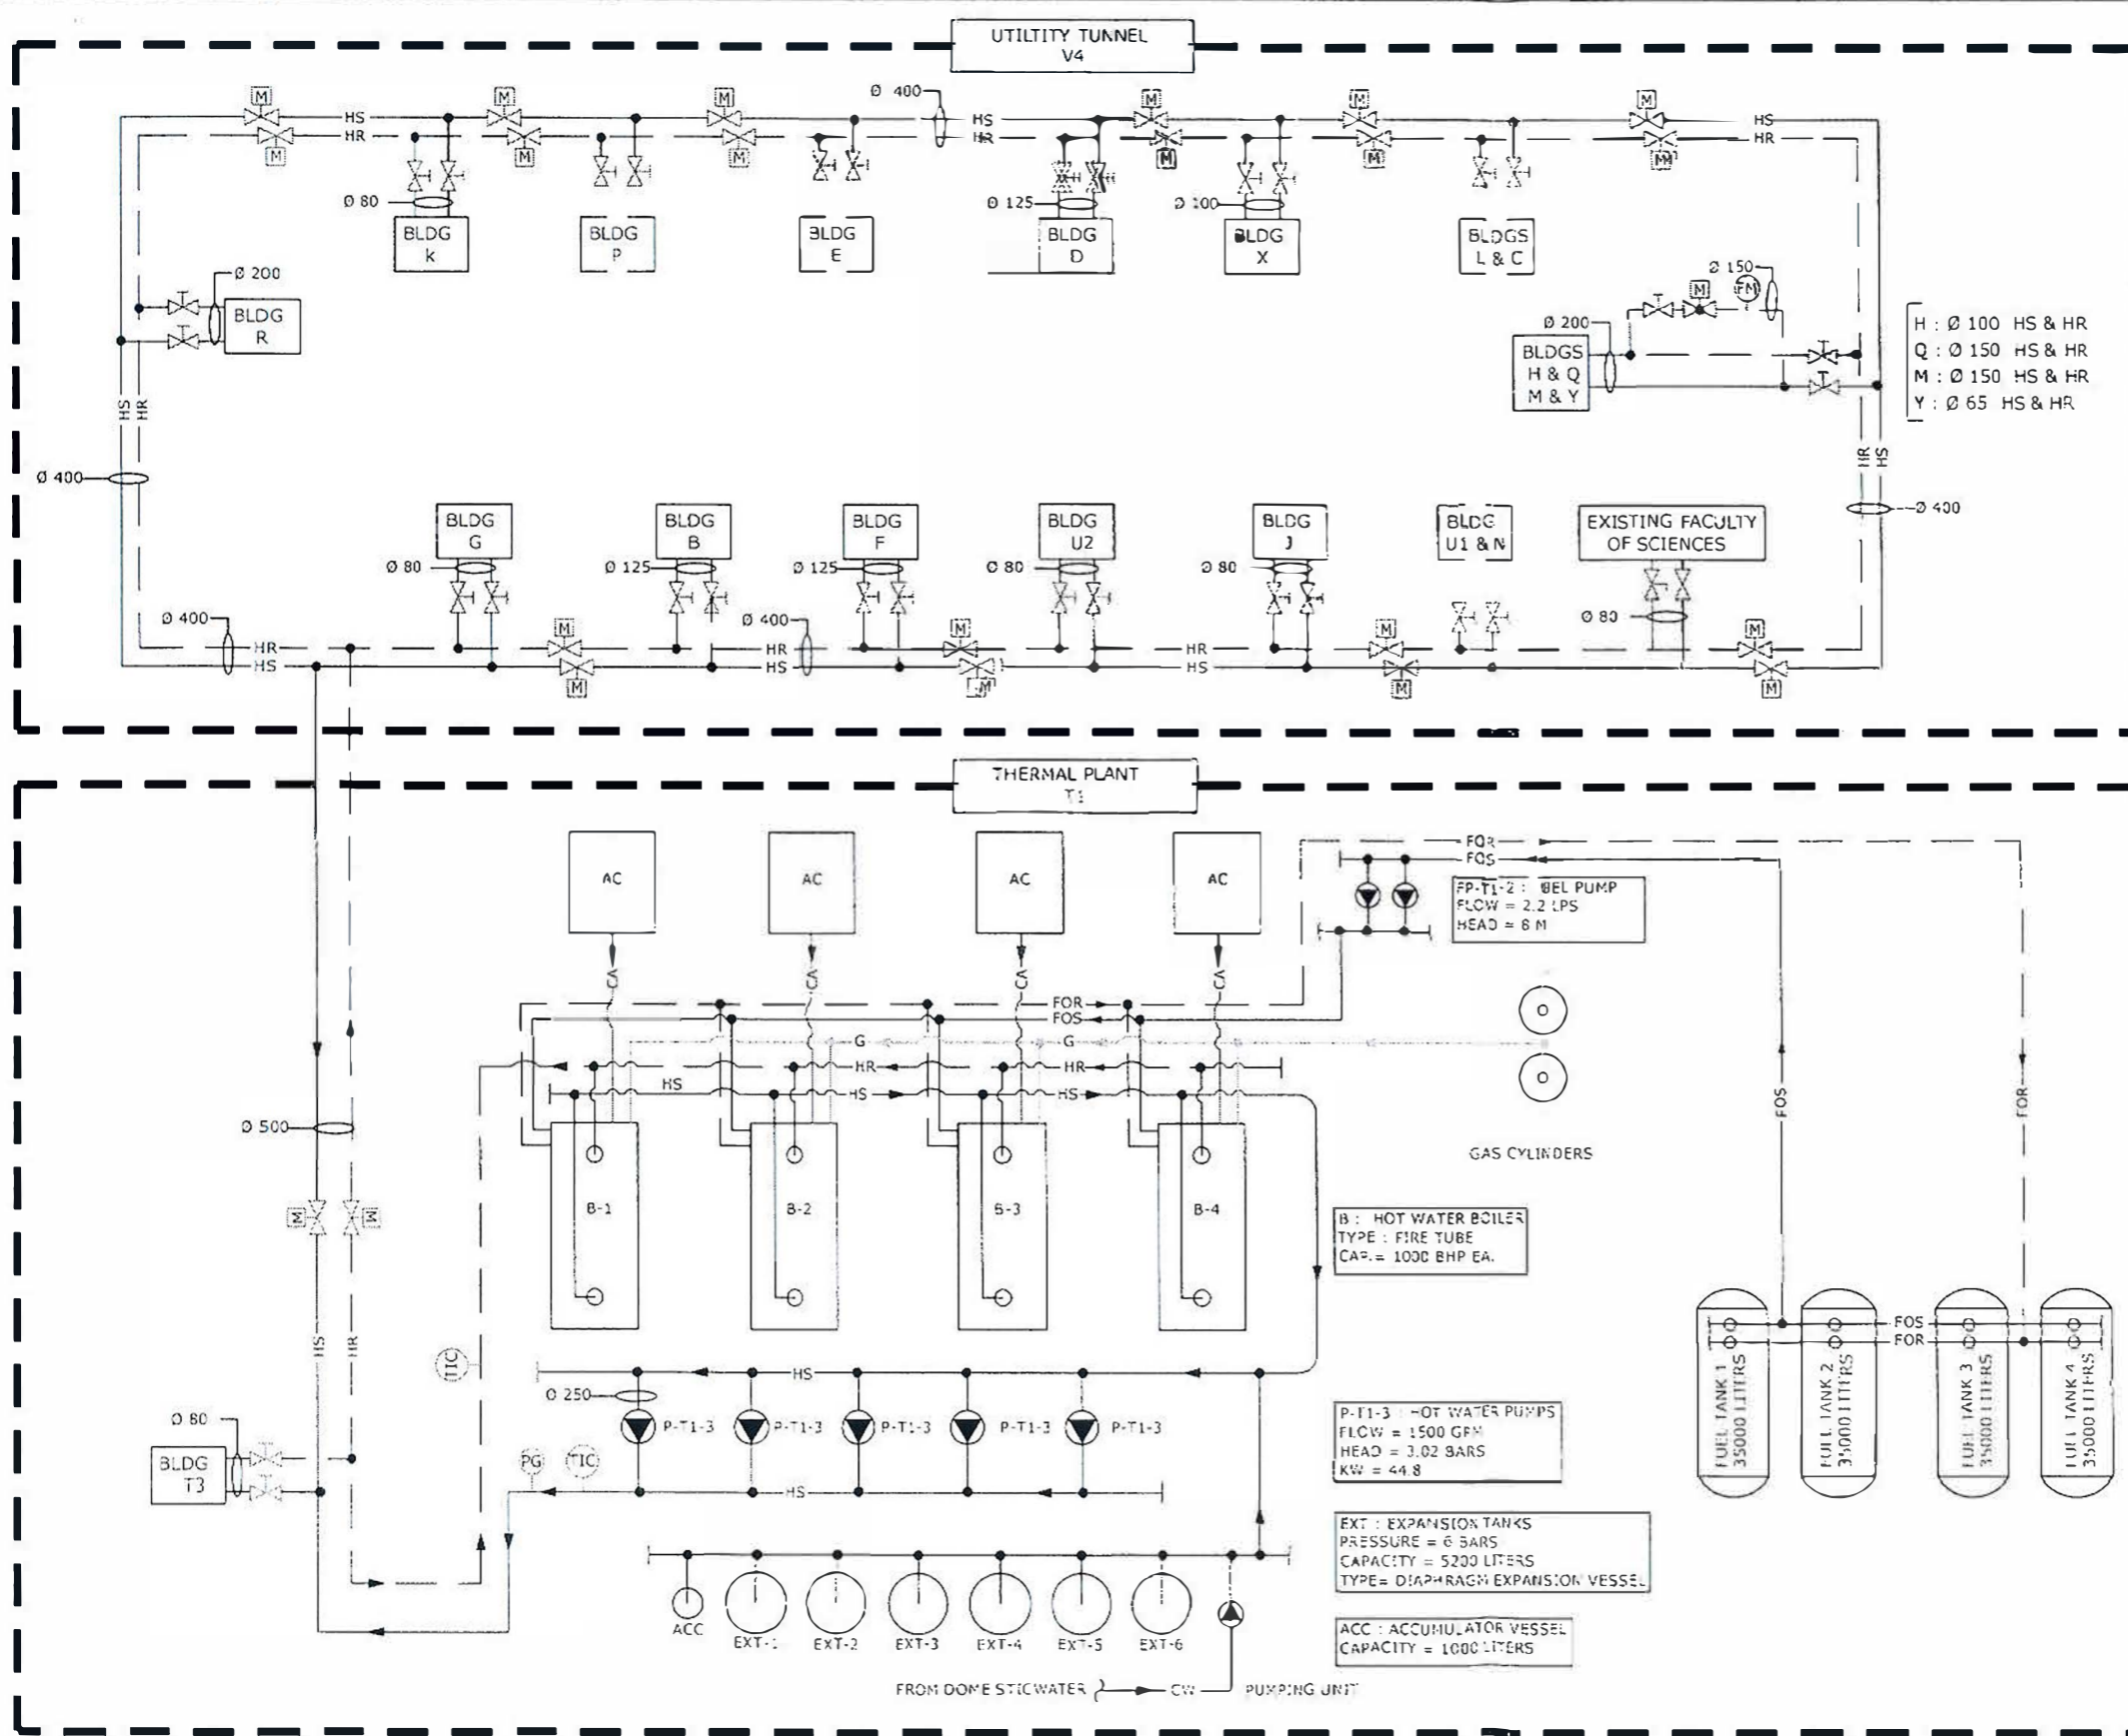 UTILTITY TUNNEL
V4
M
M
M
Ø 400
M
M
M
HS
HS
HS
HR
HR
HR
M
M
M
M
M
M
Ø 80
Ø 125
Ø 100
BLDG
k
BLDG
P
BLDG
E
BLDG
D
BLDG
X
BLDGS
L & C
Ø 200
BLDG
R
Ø 150
M
FM
Ø 200
BLDGS
H & Q
M & Y
H : Ø 100 HS & HR
Q : Ø 150 HS & HR
M : Ø 150 HS & HR
Y : Ø 65 HS & HR
HS
HR
HR
HS
Ø 400
Ø 400
BLDG
G
BLDG
B
BLDG
F
BLDG
U2
BLDG
J
BLDG
U1 & N
EXISTING FACULTY
OF SCIENCES
Ø 80
Ø 125
Ø 125
Ø 80
Ø 80
Ø 80
Ø 400
Ø 400
M
M
M
M
HR
HR
HR
HS
HS
HS
M
M
M
M
THERMAL PLANT
T1
AC
AC
AC
AC
FOR
FOS
FP-T1-2 :
PUMP
FLOW = 2.2 LPS
HEAD = 8 M
FOR
FOS
G
G
HR
HR
HS
HS
HS
GAS CYLINDERS
FOS
FOR
Ø 500
M
M
B-1
B-2
B-3
B-4
B : HOT WATER BOILER
TYPE : FIRE TUBE
CAP.= 1000 BHP EA.
HS
HR
TIC
HS
Ø 250
P-T1-3
P-T1-3
P-T1-3
P-T1-3
P-T1-3
P-T1-3 : HOT WATER PUMPS
FLOW = 1500 GPM
HEAD = 3.02 BARS
KW = 44.8
FOS
FOR
FUEL TANK 1
35000 LITERS
FUEL TANK 2
35000 LITERS
FUEL TANK 3
35000 LITERS
FUEL TANK 4
35000 LITERS
Ø 80
BLDG
T3
PG
TIC
HS
EXT : EXPANSION TANKS
PRESSURE = 6 BARS
CAPACITY = 5200 LITERS
TYPE= DIAPHRAGM EXPANSION VESSEL
ACC
EXT-1
EXT-2
EXT-3
EXT-4
EXT-5
EXT-6
ACC : ACCUMULATOR VESSEL
CAPACITY = 1000 LITERS
FROM DOMESTICWATER
CW
PUMPING UNIT